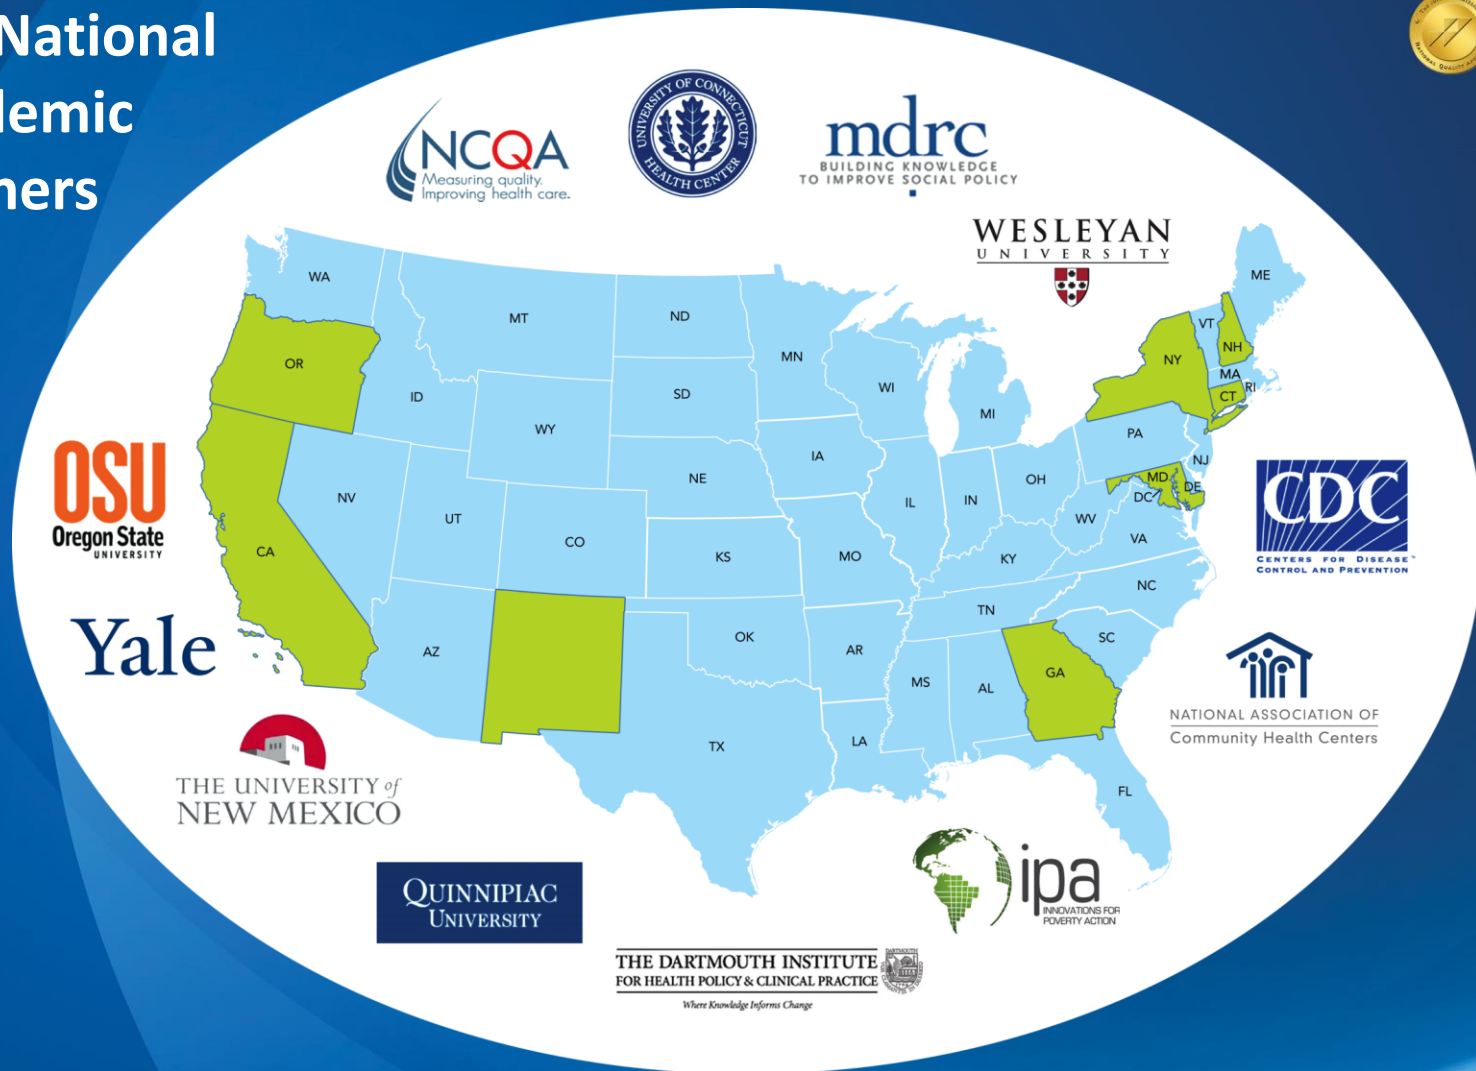 National
demic
ners
NCQA
Measuring quality.
Improving health care.
UNIVERSITY OF CONNECTICUT
HEALTH CENTER
mdrc
BUILDING KNOWLEDGE
TO IMPROVE SOCIAL POLICY
WESLEYAN
UNIVERSITY
WA
MT
ND
MN
ME
VT
NH
NY
OR
ID
SD
WI
MI
MA
RI
CT
WY
IA
PA
NJ
NE
NV
UT
CO
IL
IN
OH
MD
DE
DC
WV
VA
CA
KS
MO
KY
NC
TN
AZ
OK
AR
SC
MS
AL
GA
TX
LA
FL
OSU
Oregon State
UNIVERSITY
CDC
CENTERS FOR DISEASE™
CONTROL AND PREVENTION
Yale
NATIONAL ASSOCIATION OF
Community Health Centers
THE UNIVERSITY of
NEW MEXICO
QUINNIPIAC
UNIVERSITY
ipa
INNOVATIONS FOR
POVERTY ACTION
THE DARTMOUTH INSTITUTE
FOR HEALTH POLICY & CLINICAL PRACTICE
Where Knowledge Informs Change